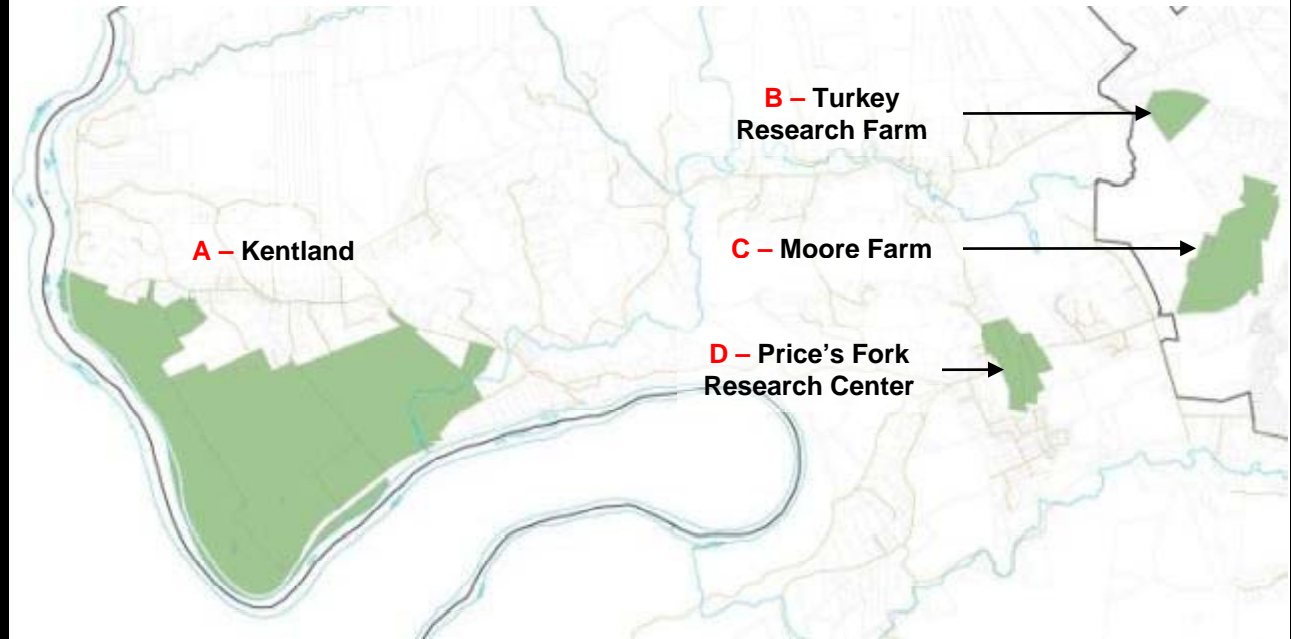 B – Turkey
Research Farm
A – Kentland
C – Moore Farm
D – Price's Fork
Research Center